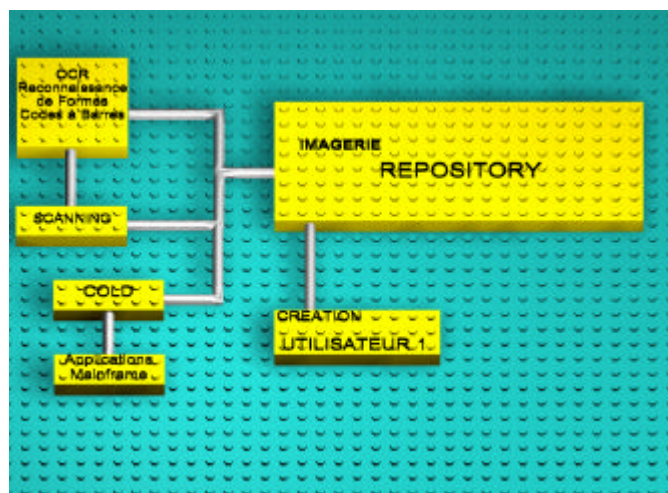 OCR
Reconnaissance
de Formes
Codes à Barres
IMAGERIE
REPOSITORY
SCANNING
COLD
CREATION
UTILISATEUR 1
Applications
Mainframe